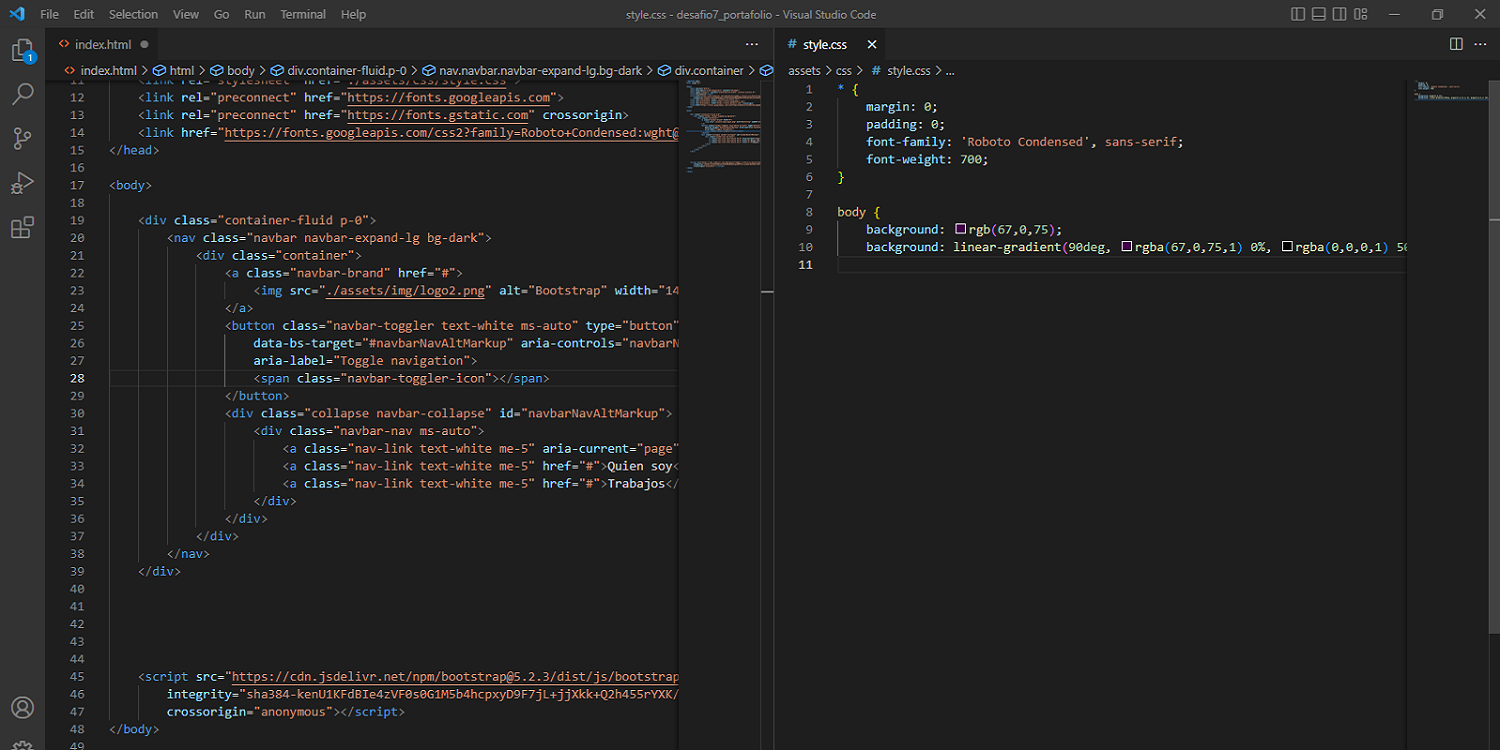 File Edit Selection View Go Run Terminal Help
style.css - desafio7_portafolio - Visual Studio Code
1
<> index.html ●
<> index.html > html > body > div.container-fluid.p-0 > nav.navbar.navbar-expand-lg.bg-dark > div.container >
11 <link rel="stylesheet" href="./assets/css/style.css">
12 <link rel="preconnect" href="https://fonts.googleapis.com">
13 <link rel="preconnect" href="https://fonts.gstatic.com" crossorigin>
14 <link href="https://fonts.googleapis.com/css2?family=Roboto+Condensed:wght@
15 </head>
16
17 <body>
18
19 <div class="container-fluid p-0">
20 <nav class="navbar navbar-expand-lg bg-dark">
21 <div class="container">
22 <a class="navbar-brand" href="#">
23 <img src="./assets/img/logo2.png" alt="Bootstrap" width="14
24 </a>
25 <button class="navbar-toggler text-white ms-auto" type="button"
26 data-bs-target="#navbarNavAltMarkup" aria-controls="navbarN
27 aria-label="Toggle navigation">
28 <span class="navbar-toggler-icon"></span>
29 </button>
30 <div class="collapse navbar-collapse" id="navbarNavAltMarkup">
31 <div class="navbar-nav ms-auto">
32 <a class="nav-link text-white me-5" aria-current="page"
33 <a class="nav-link text-white me-5" href="#">Quien soy<
34 <a class="nav-link text-white me-5" href="#">Trabajos</
35 </div>
36 </div>
37 </div>
38 </nav>
39 </div>
40
41
42
43
44
45 <script src="https://cdn.jsdelivr.net/npm/bootstrap@5.2.3/dist/js/bootstrap
46 integrity="sha384-kenU1KFdBIe4zVF0s0G1M5b4hcpxyD9F7jL+jjXkk+Q2h455rYXK/
47 crossorigin="anonymous"></script>
48 </body>
49
# style.css ×
assets > css > # style.css > ...
1 * {
2 margin: 0;
3 padding: 0;
4 font-family: 'Roboto Condensed', sans-serif;
5 font-weight: 700;
6 }
7
8 body {
9 background: rgb(67,0,75);
10 background: linear-gradient(90deg, rgba(67,0,75,1) 0%, rgba(0,0,0,1) 50
11